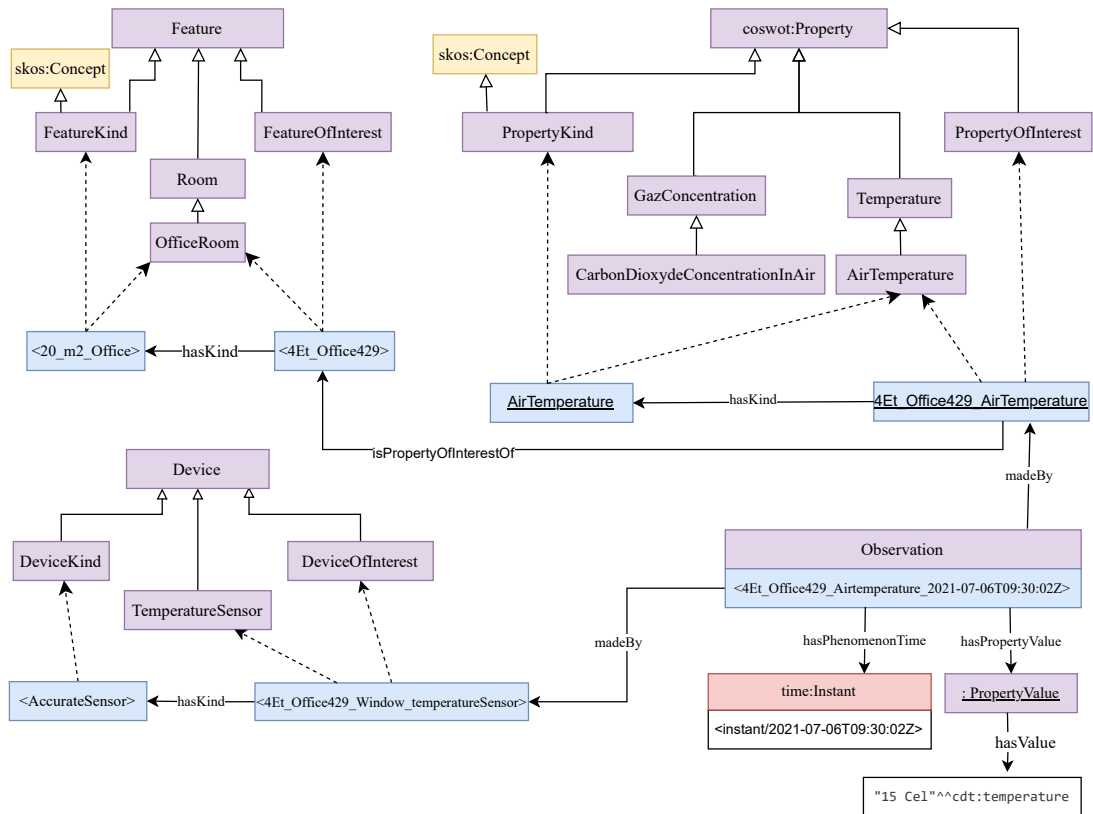 Feature
skos:Concept
FeatureKind
FeatureOfInterest
Room
OfficeRoom
<20_m2_Office>
hasKind
<4Et_Office429>
coswot:Property
skos:Concept
PropertyKind
PropertyOfInterest
GazConcentration
Temperature
CarbonDioxydeConcentrationInAir
AirTemperature
AirTemperature
hasKind
4Et_Office429_AirTemperature
isPropertyOfInterestOf
madeBy
Device
DeviceKind
DeviceOfInterest
TemperatureSensor
<AccurateSensor>
hasKind
<4Et_Office429_Window_temperatureSensor>
madeBy
Observation
<4Et_Office429_Airtemperature_2021-07-06T09:30:02Z>
hasPhenomenonTime
hasPropertyValue
time:Instant
<instant/2021-07-06T09:30:02Z>
: PropertyValue
hasValue
"15 Cel"^^cdt:temperature